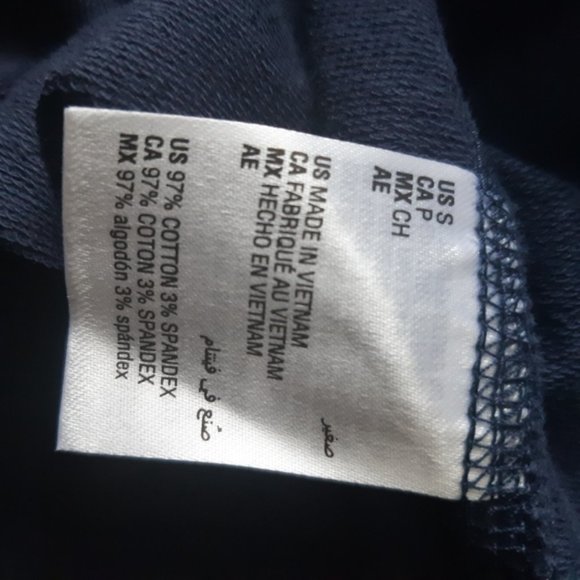 US S
CA P
MX CH
AE صغير
US MADE IN VIETNAM
CA FABRIQUÉ AU VIETNAM
MX HECHO EN VIETNAM
AE صُنع في فيتنام
US 97% COTTON 3% SPANDEX
CA 97% COTON 3% SPANDEX
MX 97% algodón 3% spándex